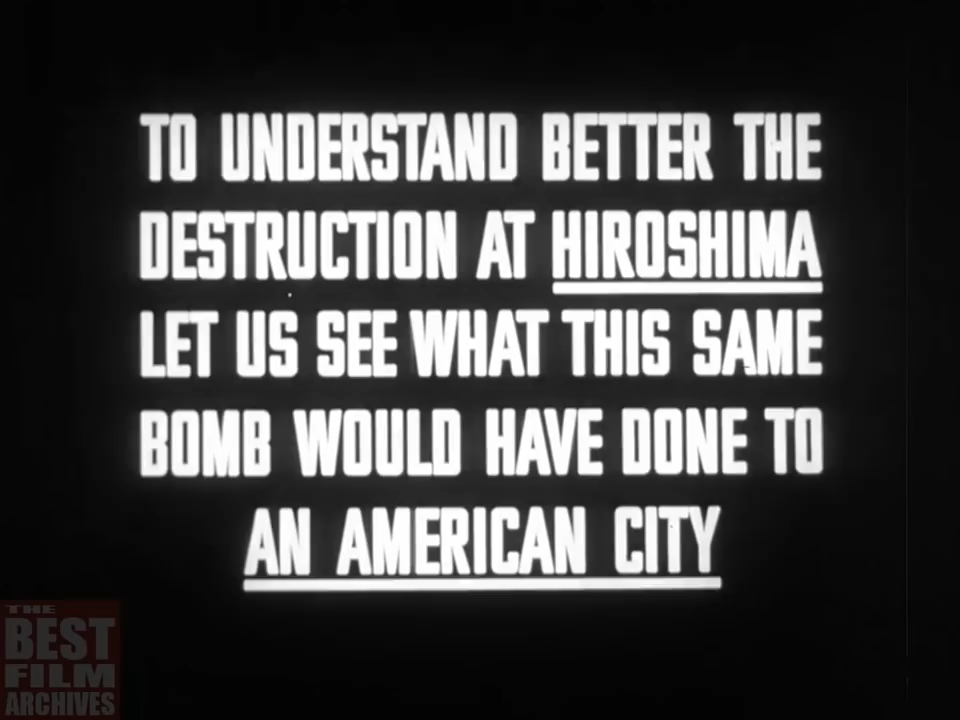 TO UNDERSTAND BETTER THE
DESTRUCTION AT HIROSHIMA
LET US SEE WHAT THIS SAME
BOMB WOULD HAVE DONE TO
AN AMERICAN CITY
THE
BEST
FILM
ARCHIVES